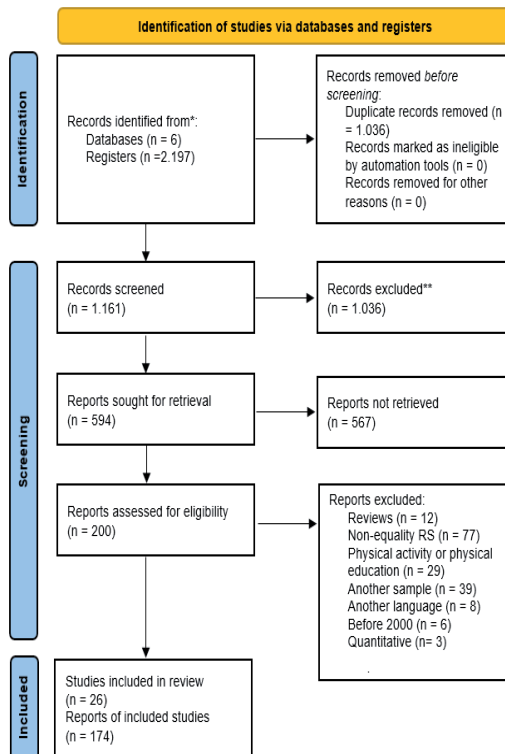 Identification of studies via databases and registers
Identification
Records identified from*:
Databases (n = 6)
Registers (n =2.197)
Records removed before
screening:
Duplicate records removed (n
= 1.036)
Records marked as ineligible
by automation tools (n = 0)
Records removed for other
reasons (n = 0)
Screening
Records screened
(n = 1.161)
Records excluded**
(n = 1.036)
Reports sought for retrieval
(n = 594)
Reports not retrieved
(n = 567)
Reports assessed for eligibility
(n = 200)
Reports excluded:
Reviews (n = 12)
Non-equality RS (n = 77)
Physical activity or physical
education (n = 29)
Another sample (n = 39)
Another language (n = 8)
Before 2000 (n = 6)
Quantitative (n= 3)
.
Included
Studies included in review
(n = 26)
Reports of included studies
(n = 174)